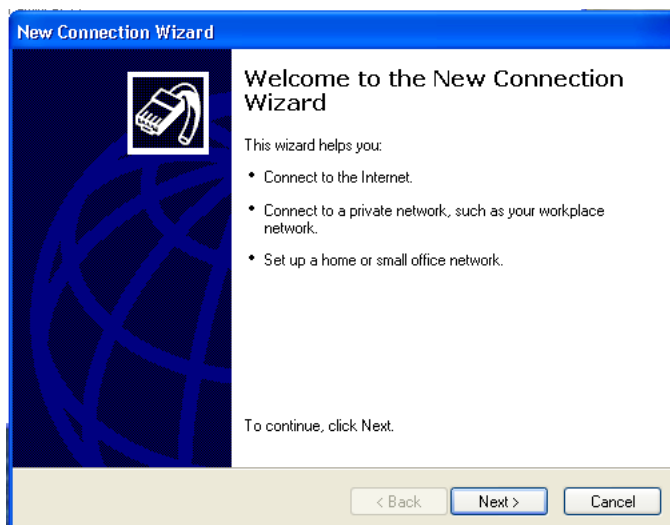 New Connection Wizard
Welcome to the New Connection
Wizard
This wizard helps you:
• Connect to the Internet.
• Connect to a private network, such as your workplace
network.
• Set up a home or small office network.
To continue, click Next.
< Back Next > Cancel